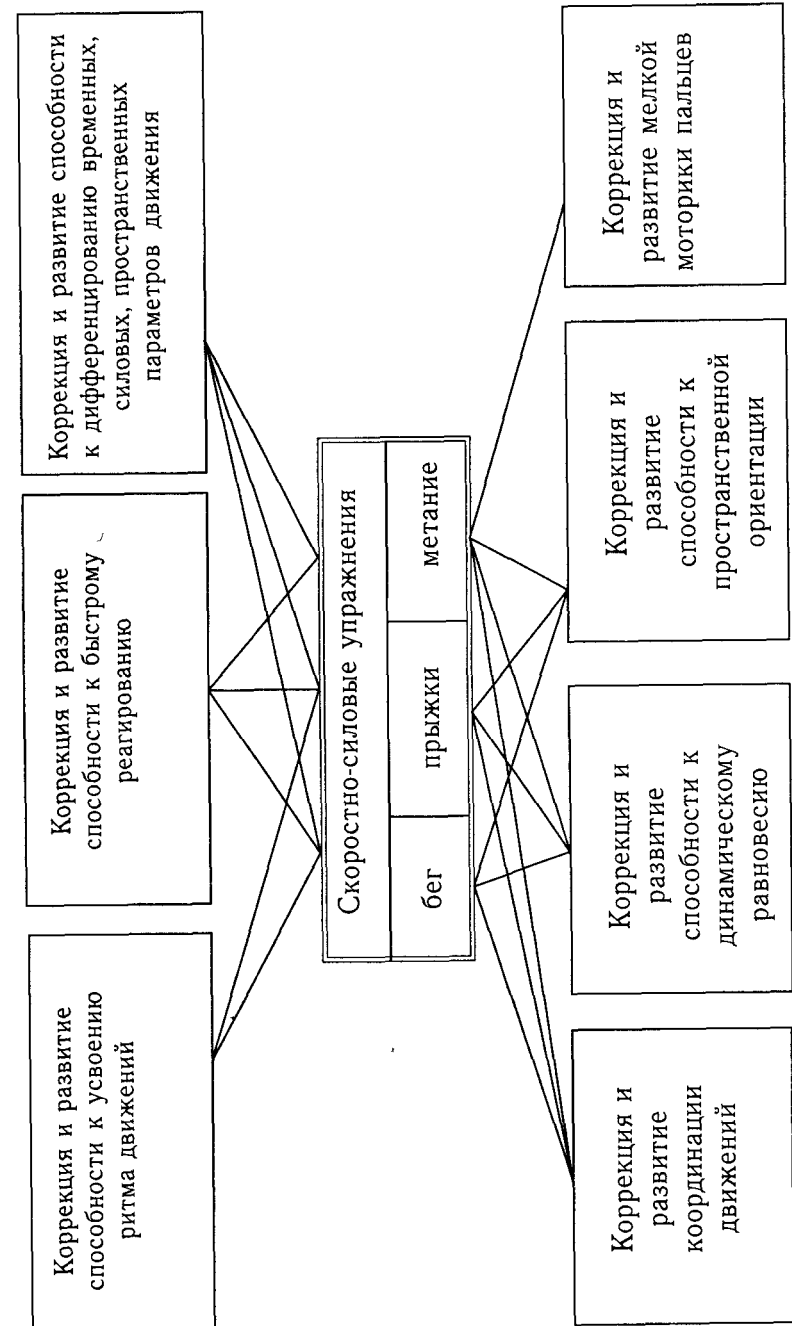 Коррекция и развитие
способности к усвоению
ритма движений
Коррекция и развитие
способности к быстрому
реагированию
Коррекция и развитие способности
к дифференцированию временных,
силовых, пространственных
параметров движения
Скоростно-силовые упражнения
бег
прыжки
метание
Коррекция и
развитие
координации
движений
Коррекция и
развитие
способности к
динамическому
равновесию
Коррекция и
развитие
способности к
пространственной
ориентации
Коррекция и
развитие мелкой
моторики пальцев